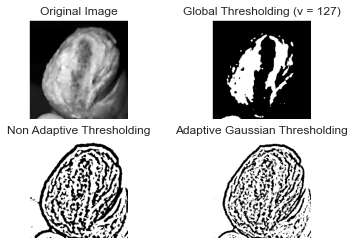 Original Image
Global Thresholding (v = 127)
Non Adaptive Thresholding
Adaptive Gaussian Thresholding